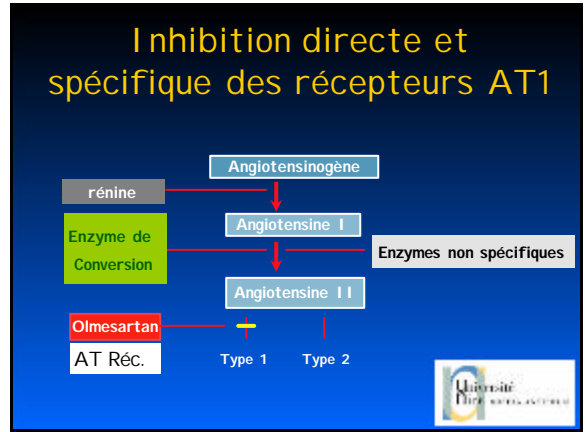 Inhibition directe et
spécifique des récepteurs AT1
Angiotensinogène
rénine
Angiotensine I
Enzyme de
Conversion
Enzymes non spécifiques
Angiotensine II
Olmesartan
AT Réc.
Type 1
Type 2
Université